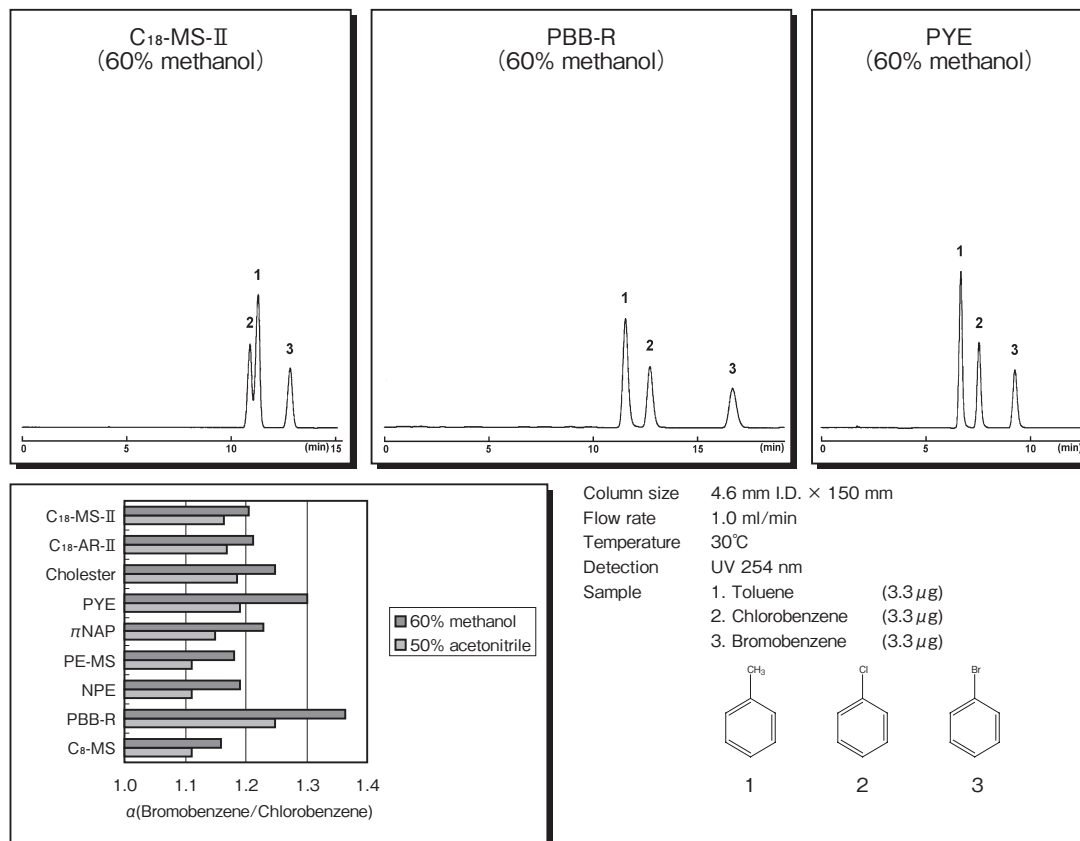 C₁₈-MS-Ⅱ
(60% methanol)
2
1
3
0 5 10 (min) 15
PBB-R
(60% methanol)
1
2
3
0 5 10 15 (min)
PYE
(60% methanol)
1
2
3
0 5 10 (min)
C₁₈-MS-Ⅱ
C₁₈-AR-Ⅱ
Cholester
PYE
πNAP
PE-MS
NPE
PBB-R
C₈-MS
1.0 1.1 1.2 1.3 1.4
α(Bromobenzene/Chlorobenzene)
60% methanol
50% acetonitrile
Column size 4.6 mm I.D. × 150 mm
Flow rate 1.0 ml/min
Temperature 30℃
Detection UV 254 nm
Sample 1. Toluene (3.3 μg)
2. Chlorobenzene (3.3 μg)
3. Bromobenzene (3.3 μg)
CH₃ Cl Br
1 2 3